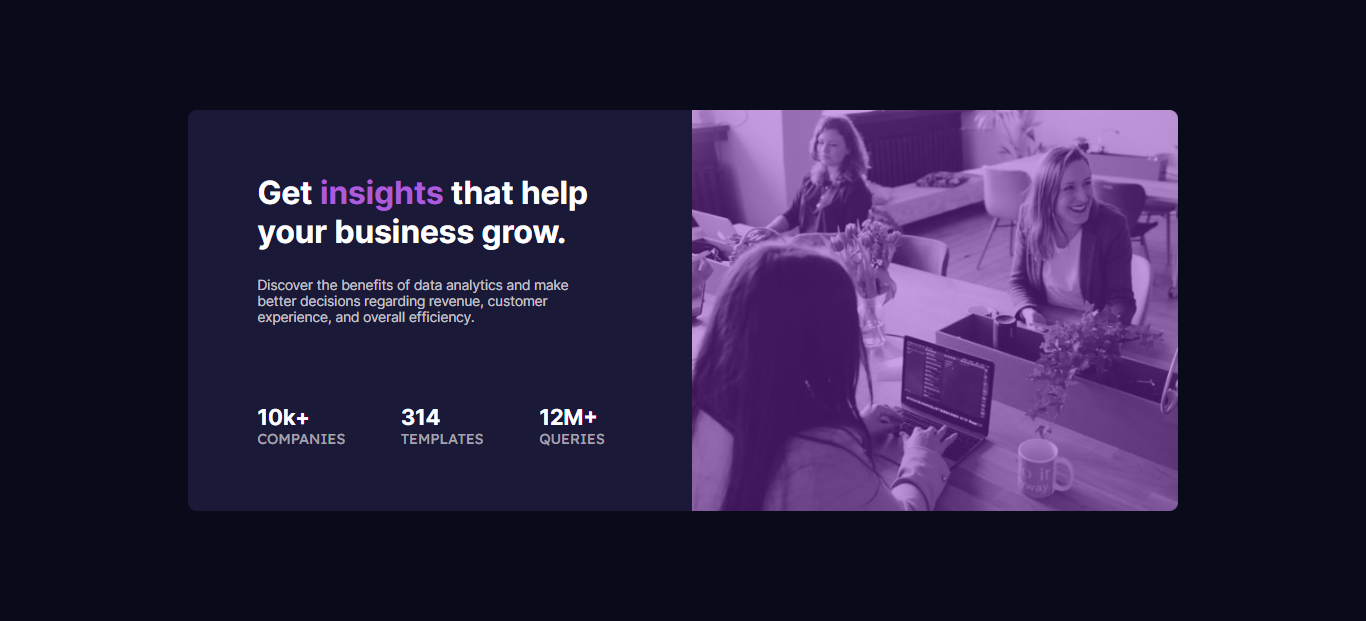 Get insights that help
your business grow.
Discover the benefits of data analytics and make
better decisions regarding revenue, customer
experience, and overall efficiency.
10k+ 314 12M+
COMPANIES TEMPLATES QUERIES